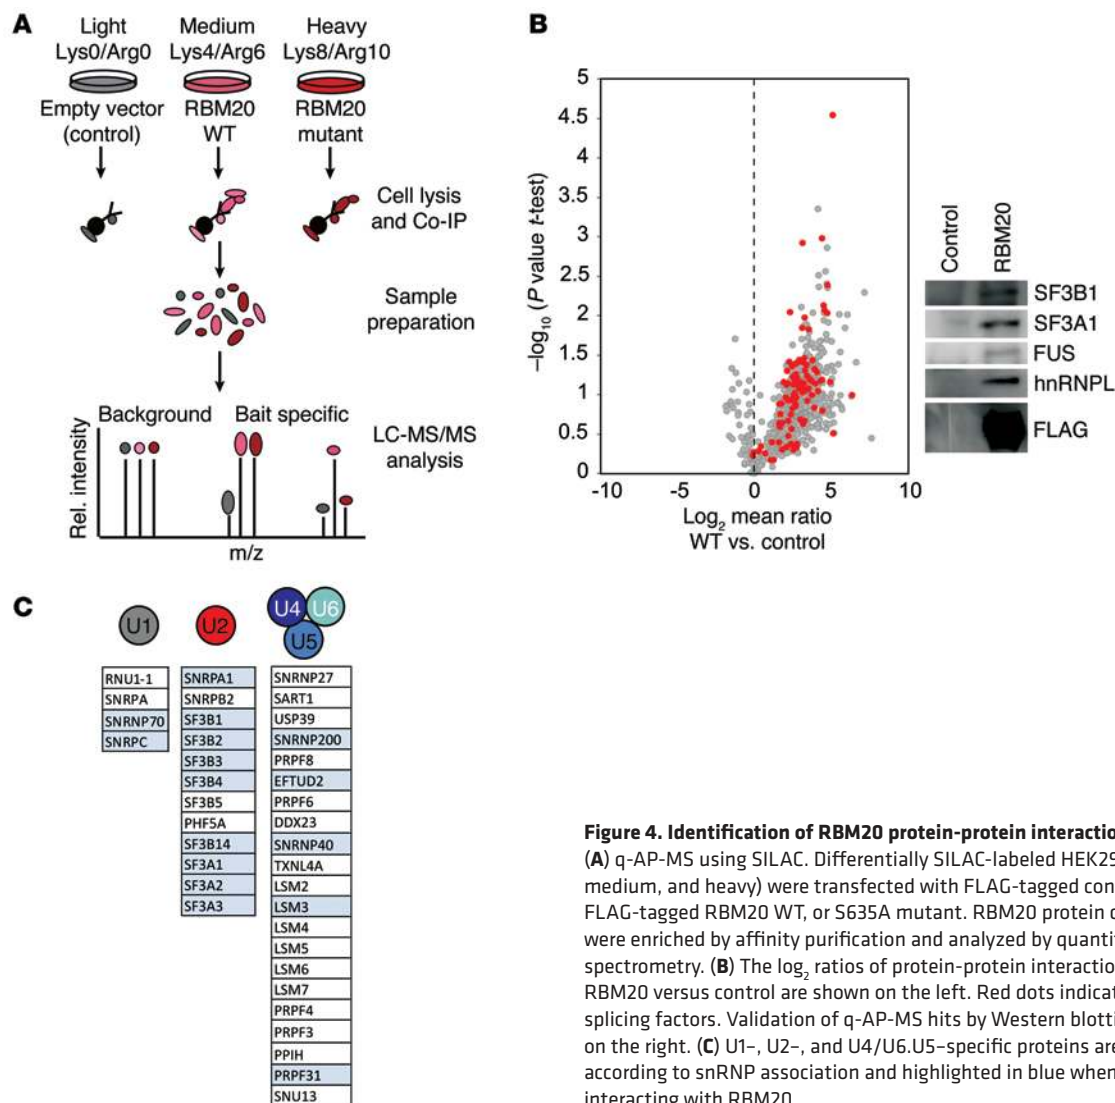 A
Light
Lys0/Arg0
Medium
Lys4/Arg6
Heavy
Lys8/Arg10
Empty vector
(control)
RBM20
WT
RBM20
mutant
Cell lysis
and Co-IP
Sample
preparation
Background
Bait specific
LC-MS/MS
analysis
Rel. intensity
m/z
B
5
4.5
4
3.5
3
2.5
2
1.5
1
0.5
0
-10
-5
0
5
10
–log10 (P value t-test)
Log2 mean ratio
WT vs. control
Control
RBM20
SF3B1
SF3A1
FUS
hnRNPL
FLAG
C
U1
U2
U4
U6
U5
RNU1-1
SNRPA
SNRNP70
SNRPC
SNRPA1
SNRPB2
SF3B1
SF3B2
SF3B3
SF3B4
SF3B5
PHF5A
SF3B14
SF3A1
SF3A2
SF3A3
SNRNP27
SART1
USP39
SNRNP200
PRPF8
EFTUD2
PRPF6
DDX23
SNRNP40
TXNL4A
LSM2
LSM3
LSM4
LSM5
LSM6
LSM7
PRPF4
PRPF3
PPIH
PRPF31
SNU13
Figure 4. Identification of RBM20 protein-protein interactio
(A) q-AP-MS using SILAC. Differentially SILAC-labeled HEK29
medium, and heavy) were transfected with FLAG-tagged con
FLAG-tagged RBM20 WT, or S635A mutant. RBM20 protein c
were enriched by affinity purification and analyzed by quantif
spectrometry. (B) The log2 ratios of protein-protein interaction
RBM20 versus control are shown on the left. Red dots indicat
splicing factors. Validation of q-AP-MS hits by Western blotti
on the right. (C) U1–, U2–, and U4/U6.U5–specific proteins are
according to snRNP association and highlighted in blue when
interacting with RBM20.